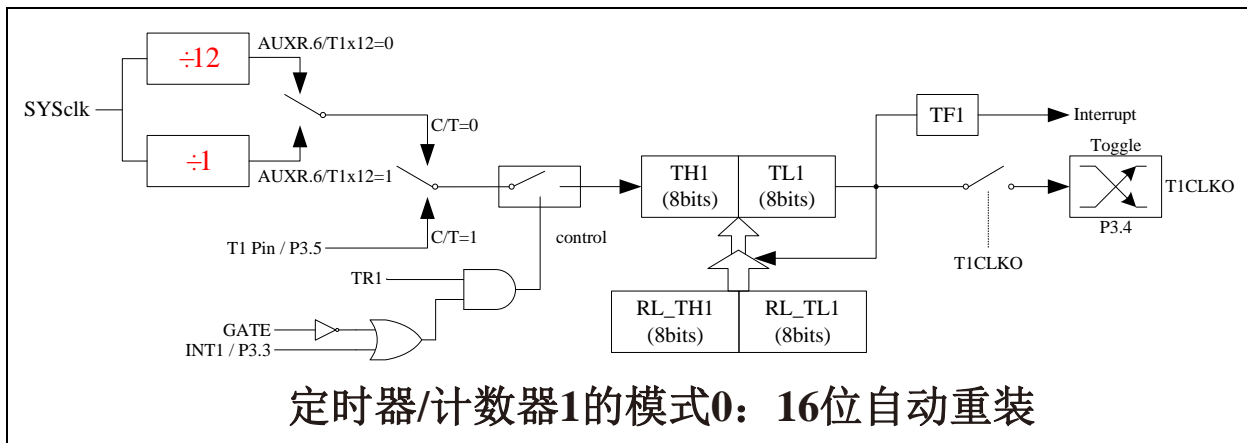 AUXR.6/T1x12=0
÷12
SYSclk
÷1
AUXR.6/T1x12=1
C/T=0
C/T=1
T1 Pin / P3.5
control
TR1
GATE
INT1 / P3.3
TH1
(8bits)
TL1
(8bits)
RL_TH1
(8bits)
RL_TL1
(8bits)
TF1
Interrupt
Toggle
T1CLKO
P3.4
T1CLKO
定时器/计数器1的模式0：16位自动重装